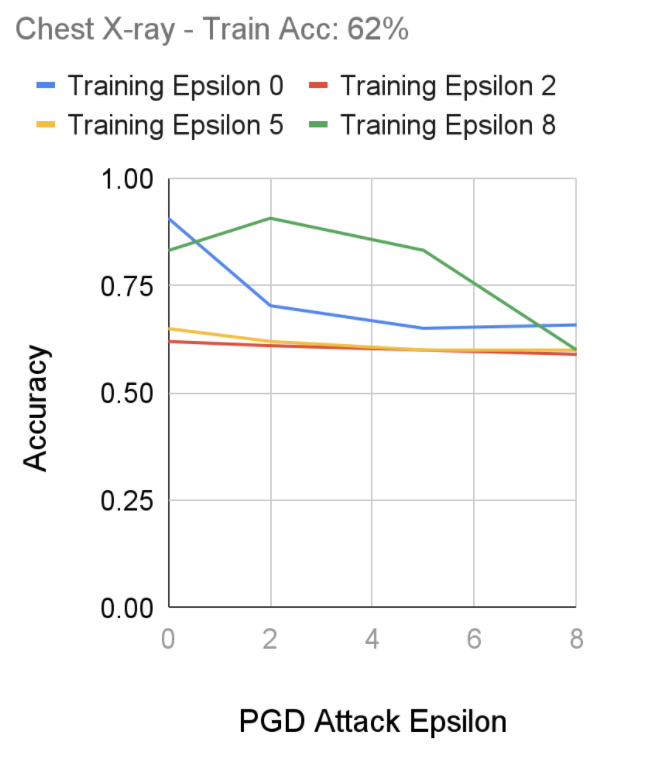 Chest X-ray - Train Acc: 62%
Training Epsilon 0 Training Epsilon 2
Training Epsilon 5 Training Epsilon 8
1.00
0.75
0.50
0.25
0.00
Accuracy
0 2 4 6 8
PGD Attack Epsilon